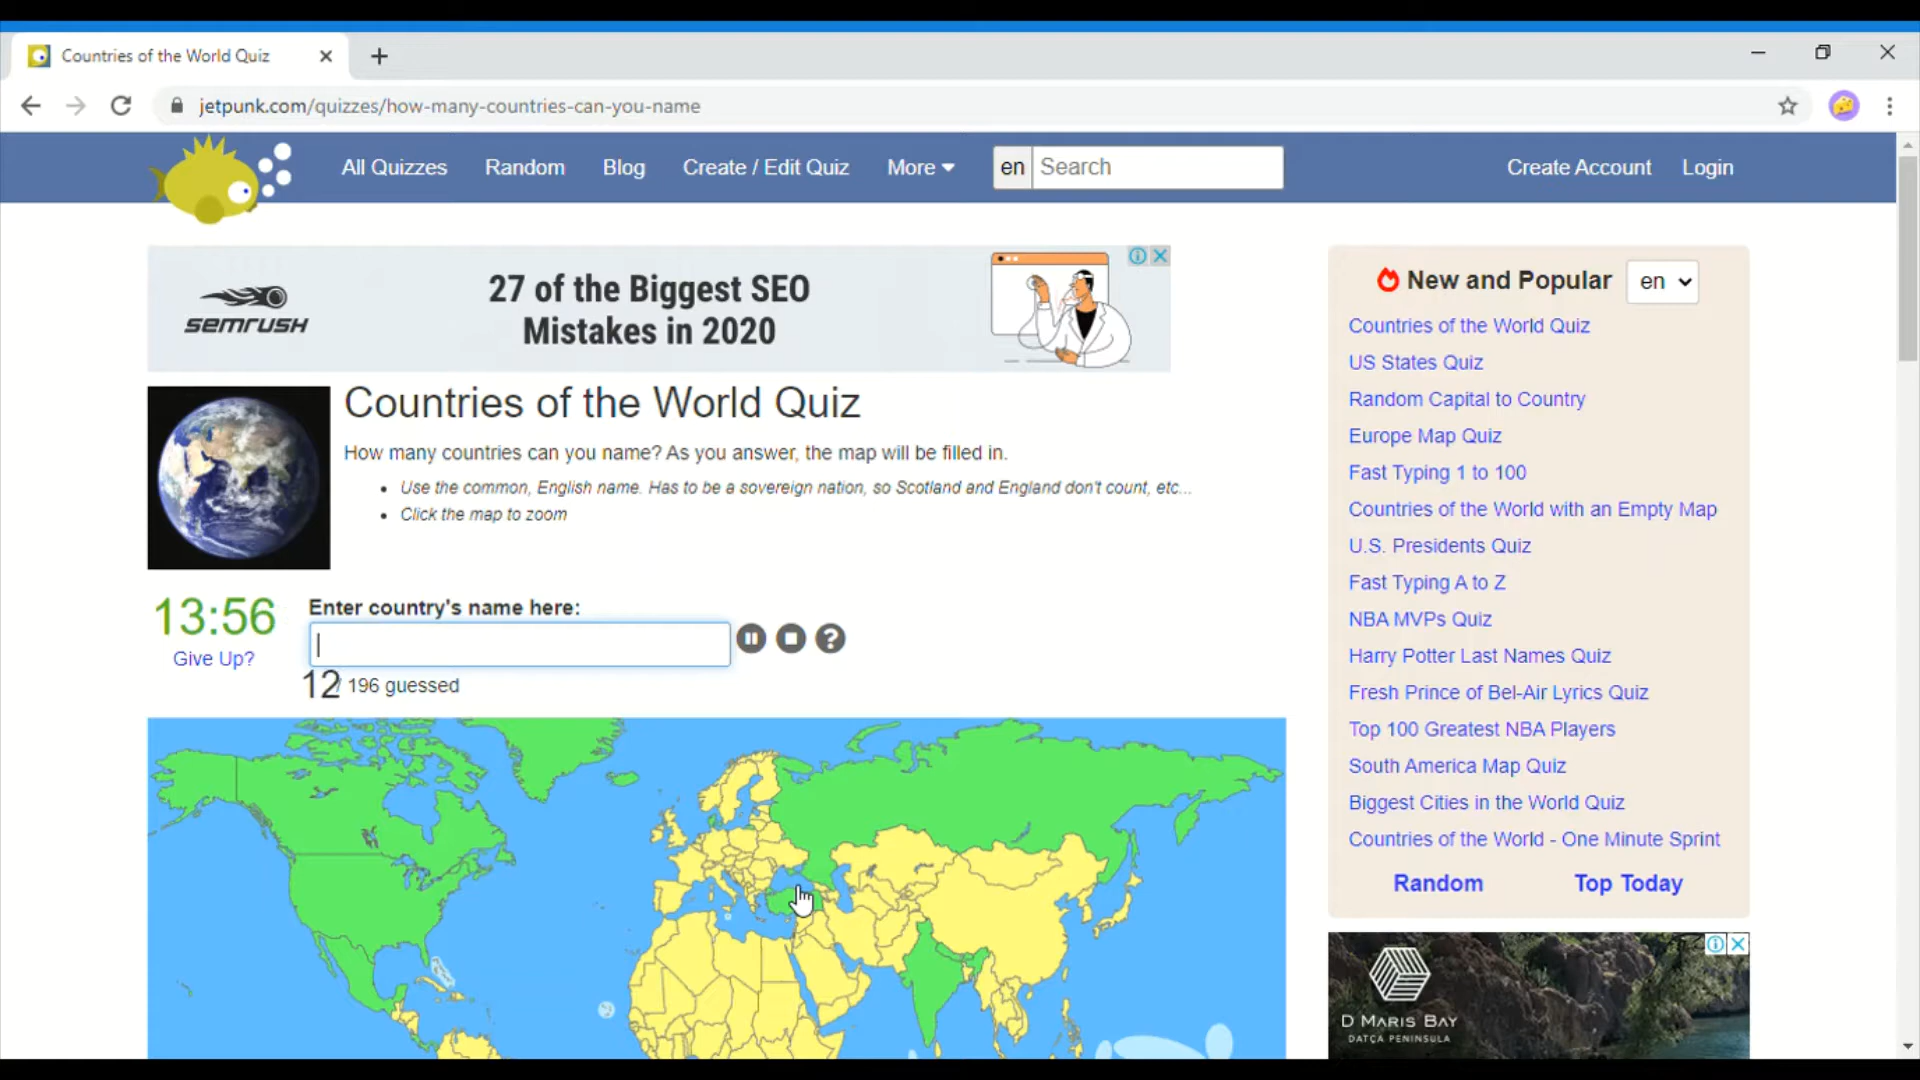 Countries of the World Quiz
jetpunk.com/quizzes/how-many-countries-can-you-name
All Quizzes
Random
Blog
Create / Edit Quiz
More
en
Search
Create Account
Login
SEMRUSH
27 of the Biggest SEO
Mistakes in 2020
Countries of the World Quiz
How many countries can you name? As you answer, the map will be filled in.
Use the common, English name. Has to be a sovereign nation, so Scotland and England don't count, etc...
Click the map to zoom
13:56
Give Up?
Enter country's name here:
12/ 196 guessed
New and Popular
en
Countries of the World Quiz
US States Quiz
Random Capital to Country
Europe Map Quiz
Fast Typing 1 to 100
Countries of the World with an Empty Map
U.S. Presidents Quiz
Fast Typing A to Z
NBA MVPs Quiz
Harry Potter Last Names Quiz
Fresh Prince of Bel-Air Lyrics Quiz
Top 100 Greatest NBA Players
South America Map Quiz
Biggest Cities in the World Quiz
Countries of the World - One Minute Sprint
Random
Top Today
D MARIS BAY
DATÇA PENINSULA